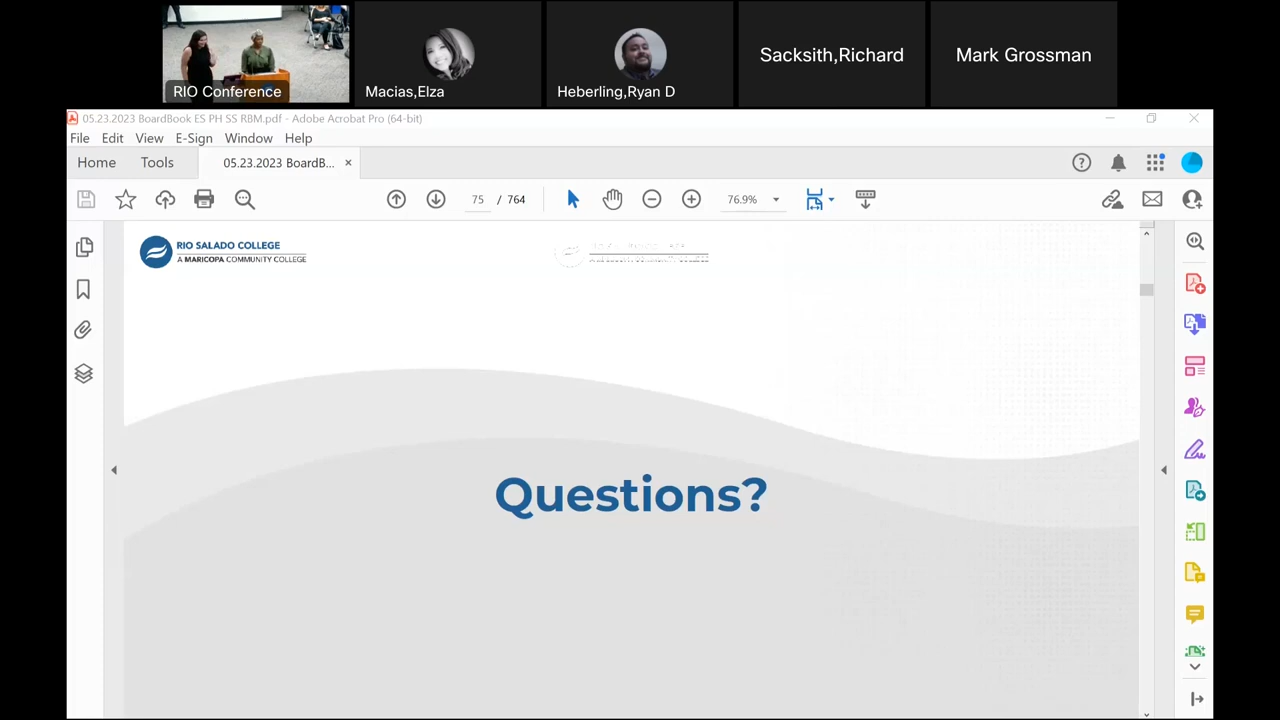 RIO Conference
Macias,Elza
Heberling,Ryan D
Sacksith,Richard
Mark Grossman
05.23.2023 BoardBook ES PH SS RBM.pdf - Adobe Acrobat Pro (64-bit)
File Edit View E-Sign Window Help
Home Tools 05.23.2023 BoardB... ×
75 / 764 76.9%
RIO SALADO COLLEGE
A MARICOPA COMMUNITY COLLEGE
Questions?